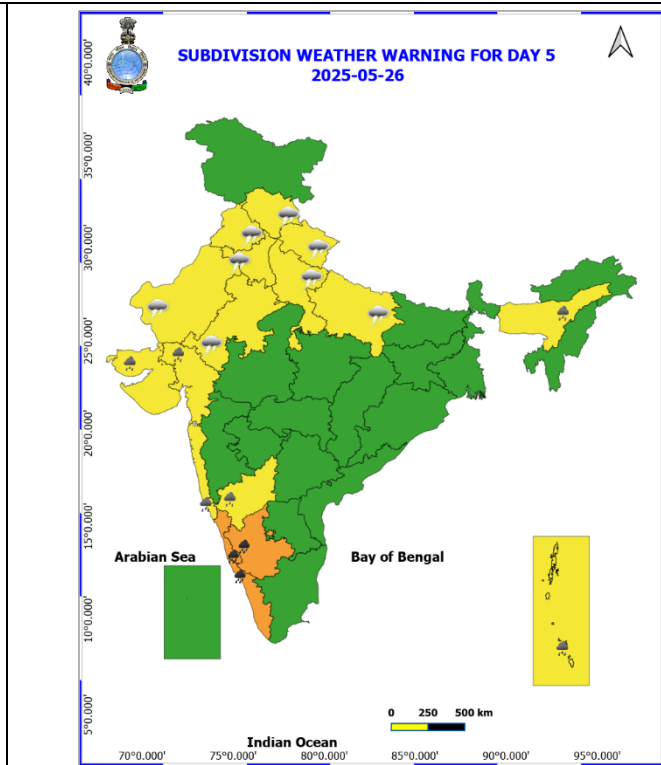 SUBDIVISION WEATHER WARNING FOR DAY 5
2025-05-26
40°0.000'
35°0.000'
30°0.000'
25°0.000'
20°0.000'
15°0.000'
10°0.000'
5°0.000'
Arabian Sea
Bay of Bengal
0 250 500 km
Indian Ocean
70°0.000' 75°0.000' 80°0.000' 85°0.000' 90°0.000' 95°0.000'